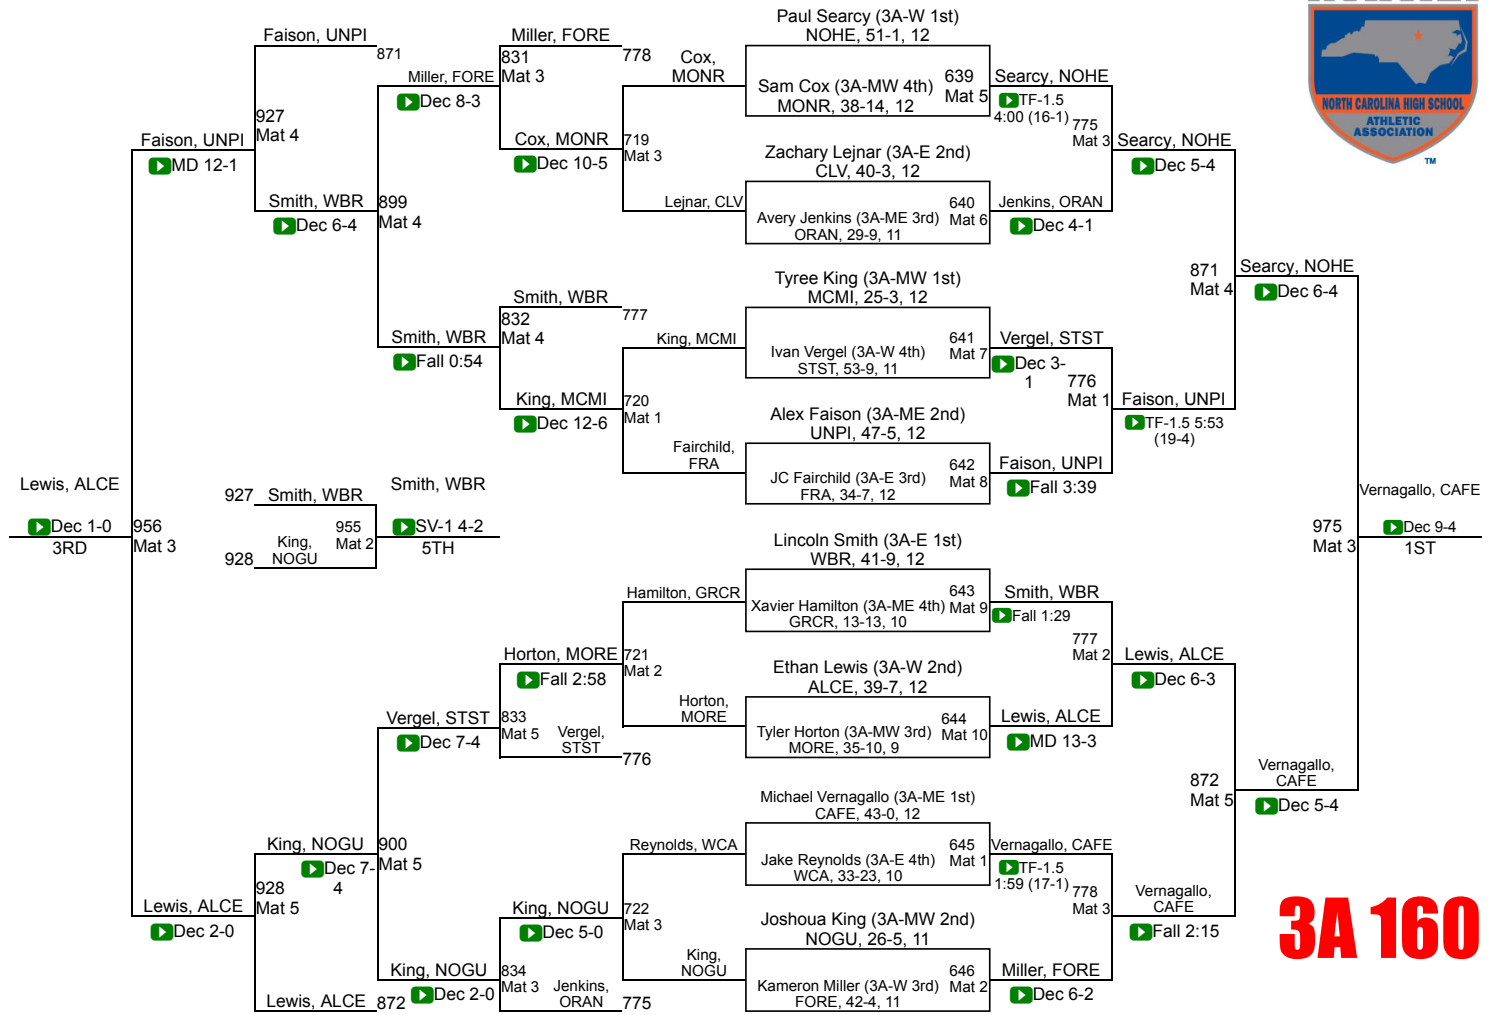 Paul Searcy (3A-W 1st)
NOHE, 51-1, 12
Faison, UNPI
871
Miller, FORE
831
Mat 3
778
Cox,
MONR
Sam Cox (3A-MW 4th)
MONR, 38-14, 12
639
Mat 5
Searcy, NOHE
TF-1.5
4:00 (16-1)
Miller, FORE
Dec 8-3
927
Mat 4
775
Mat 3
Faison, UNPI
MD 12-1
Cox, MONR
Dec 10-5
719
Mat 3
Zachary Lejnar (3A-E 2nd)
CLV, 40-3, 12
Searcy, NOHE
Dec 5-4
Smith, WBR
Dec 6-4
899
Mat 4
Lejnar, CLV
Avery Jenkins (3A-ME 3rd)
ORAN, 29-9, 11
640
Mat 6
Jenkins, ORAN
Dec 4-1
Tyree King (3A-MW 1st)
MCMI, 25-3, 12
871
Mat 4
Searcy, NOHE
Dec 6-4
Smith, WBR
832
Mat 4
777
Smith, WBR
Fall 0:54
King, MCMI
Ivan Vergel (3A-W 4th)
STST, 53-9, 11
641
Mat 7
Vergel, STST
Dec 3-
1
776
Mat 1
King, MCMI
Dec 12-6
720
Mat 1
Alex Faison (3A-ME 2nd)
UNPI, 47-5, 12
Faison, UNPI
TF-1.5 5:53
(19-4)
Fairchild,
FRA
JC Fairchild (3A-E 3rd)
FRA, 34-7, 12
642
Mat 8
Faison, UNPI
Fall 3:39
Lewis, ALCE
Dec 1-0
3RD
956
Mat 3
927
Smith, WBR
928
King,
NOGU
955
Mat 2
Smith, WBR
SV-1 4-2
5TH
975
Mat 3
Vernagallo, CAFE
Dec 9-4
1ST
Lincoln Smith (3A-E 1st)
WBR, 41-9, 12
Hamilton, GRCR
Xavier Hamilton (3A-ME 4th)
GRCR, 13-13, 10
643
Mat 9
Smith, WBR
Fall 1:29
777
Mat 2
Horton, MORE
Fall 2:58
721
Mat 2
Ethan Lewis (3A-W 2nd)
ALCE, 39-7, 12
Lewis, ALCE
Dec 6-3
Vergel, STST
Dec 7-4
833
Mat 5
Vergel,
STST
776
Horton,
MORE
Tyler Horton (3A-MW 3rd)
MORE, 35-10, 9
644
Mat 10
Lewis, ALCE
MD 13-3
872
Mat 5
Vernagallo,
CAFE
Dec 5-4
Michael Vernagallo (3A-ME 1st)
CAFE, 43-0, 12
King, NOGU
Dec 7-
4
900
Mat 5
Reynolds, WCA
Jake Reynolds (3A-E 4th)
WCA, 33-23, 10
645
Mat 1
Vernagallo, CAFE
TF-1.5
1:59 (17-1)
778
Mat 3
Lewis, ALCE
Dec 2-0
928
Mat 5
King, NOGU
Dec 5-0
722
Mat 3
Joshoua King (3A-MW 2nd)
NOGU, 26-5, 11
Vernagallo,
CAFE
Fall 2:15
King, NOGU
Dec 2-0
834
Mat 3
Jenkins,
ORAN
775
King,
NOGU
Kameron Miller (3A-W 3rd)
FORE, 42-4, 11
646
Mat 2
Miller, FORE
Dec 6-2
Lewis, ALCE
872
NORTH CAROLINA HIGH SCHOOL
ATHLETIC
ASSOCIATION
TM
3A 160